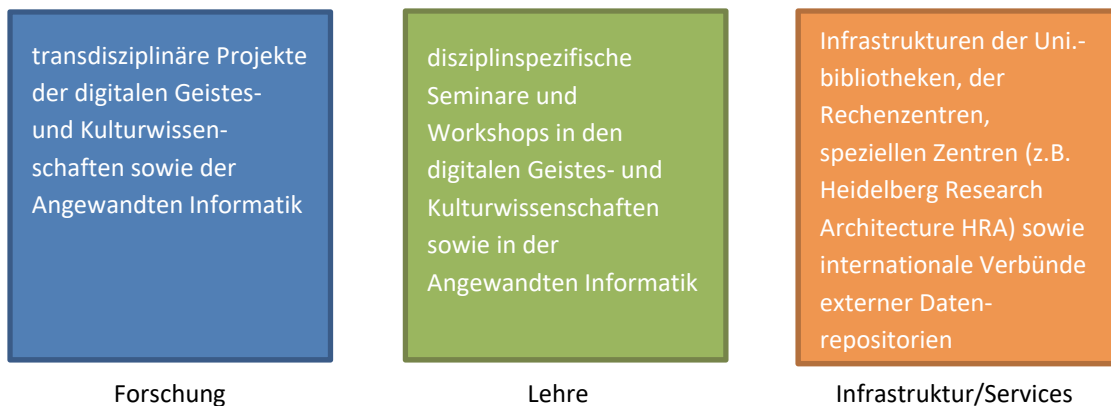 transdisziplinäre Projekte
der digitalen Geistes-
und Kulturwissen-
schaften sowie der
Angewandten Informatik
disziplinspezifische
Seminare und
Workshops in den
digitalen Geistes- und
Kulturwissenschaften
sowie in der
Angewandten Informatik
Infrastrukturen der Uni.-
bibliotheken, der
Rechenzentren,
speziellen Zentren (z.B.
Heidelberg Research
Architecture HRA) sowie
internationale Verbünde
externer Daten-
repositorien
Forschung
Lehre
Infrastruktur/Services